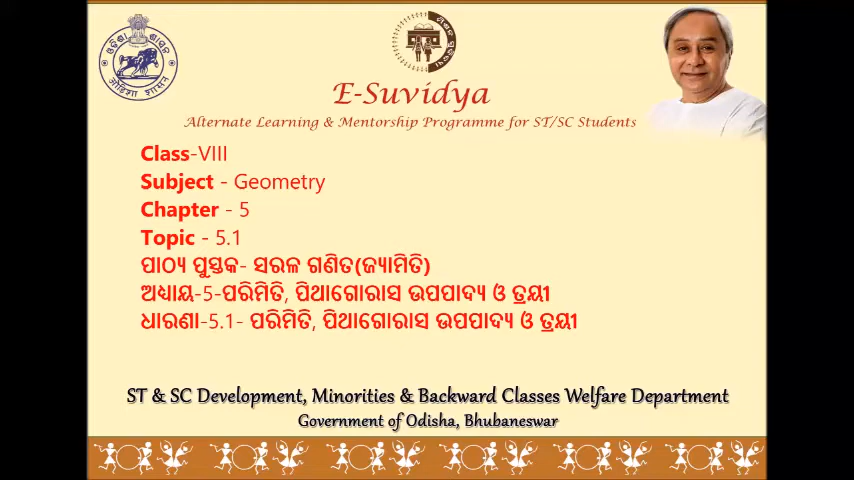 E-Suvidya
Alternate Learning & Mentorship Programme for ST/SC Students
Class-VIII
Subject - Geometry
Chapter - 5
Topic - 5.1
ପାଠ୍ୟ ପୁସ୍ତକ- ସରଳ ଗଣିତ(ଜ୍ୟାମିତି)
ଅଧ୍ୟାୟ-5-ପରିମିତି, ପିଥାଗୋରାସ ଉପପାଦ୍ୟ ଓ ତ୍ରୟୀ
ଧାରଣା-5.1- ପରିମିତି, ପିଥାଗୋରାସ ଉପପାଦ୍ୟ ଓ ତ୍ରୟୀ
ST & SC Development, Minorities & Backward Classes Welfare Department
Government of Odisha, Bhubaneswar